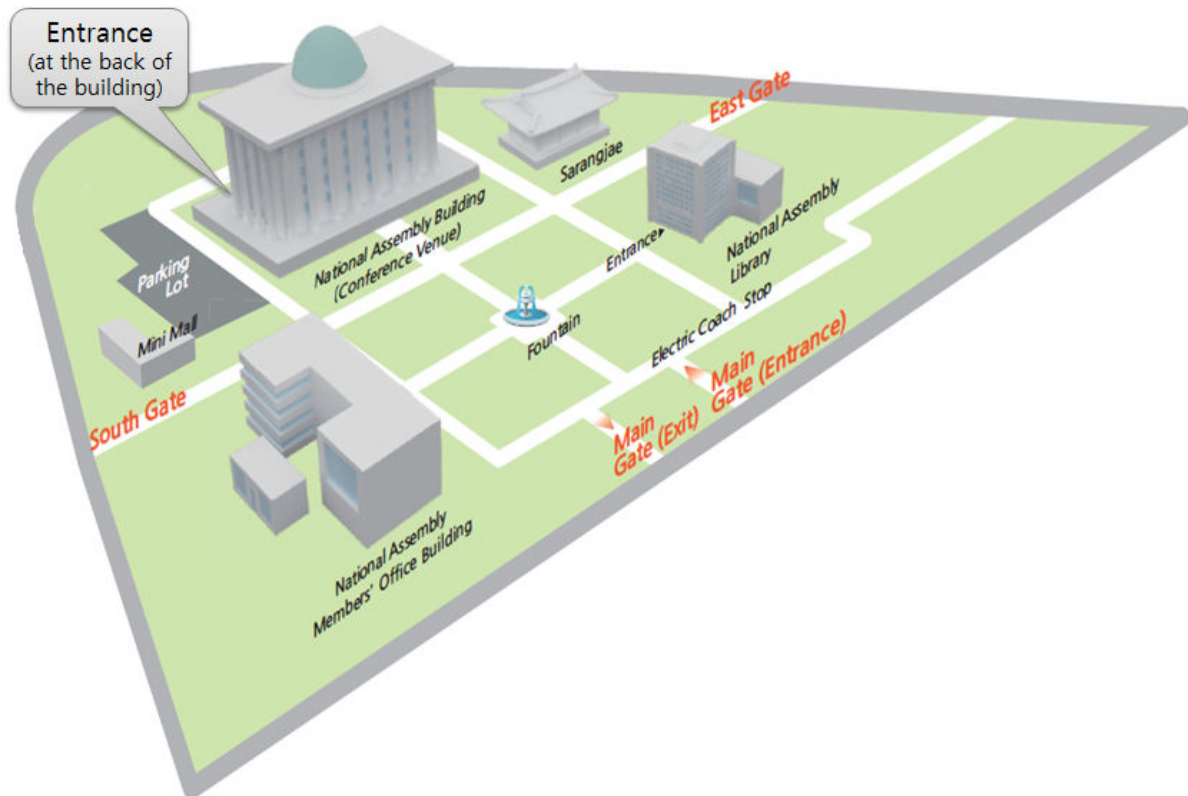 Entrance
(at the back of
the building)
East Gate
Sarangjae
National Assembly Building
(Conference Venue)
Entrance▶
National Assembly
Library
Parking
Lot
Mini Mall
Fountain
Electric Coach Stop
Main
Gate (Entrance)
South Gate
Main
Gate (Exit)
National Assembly
Members' Office Building